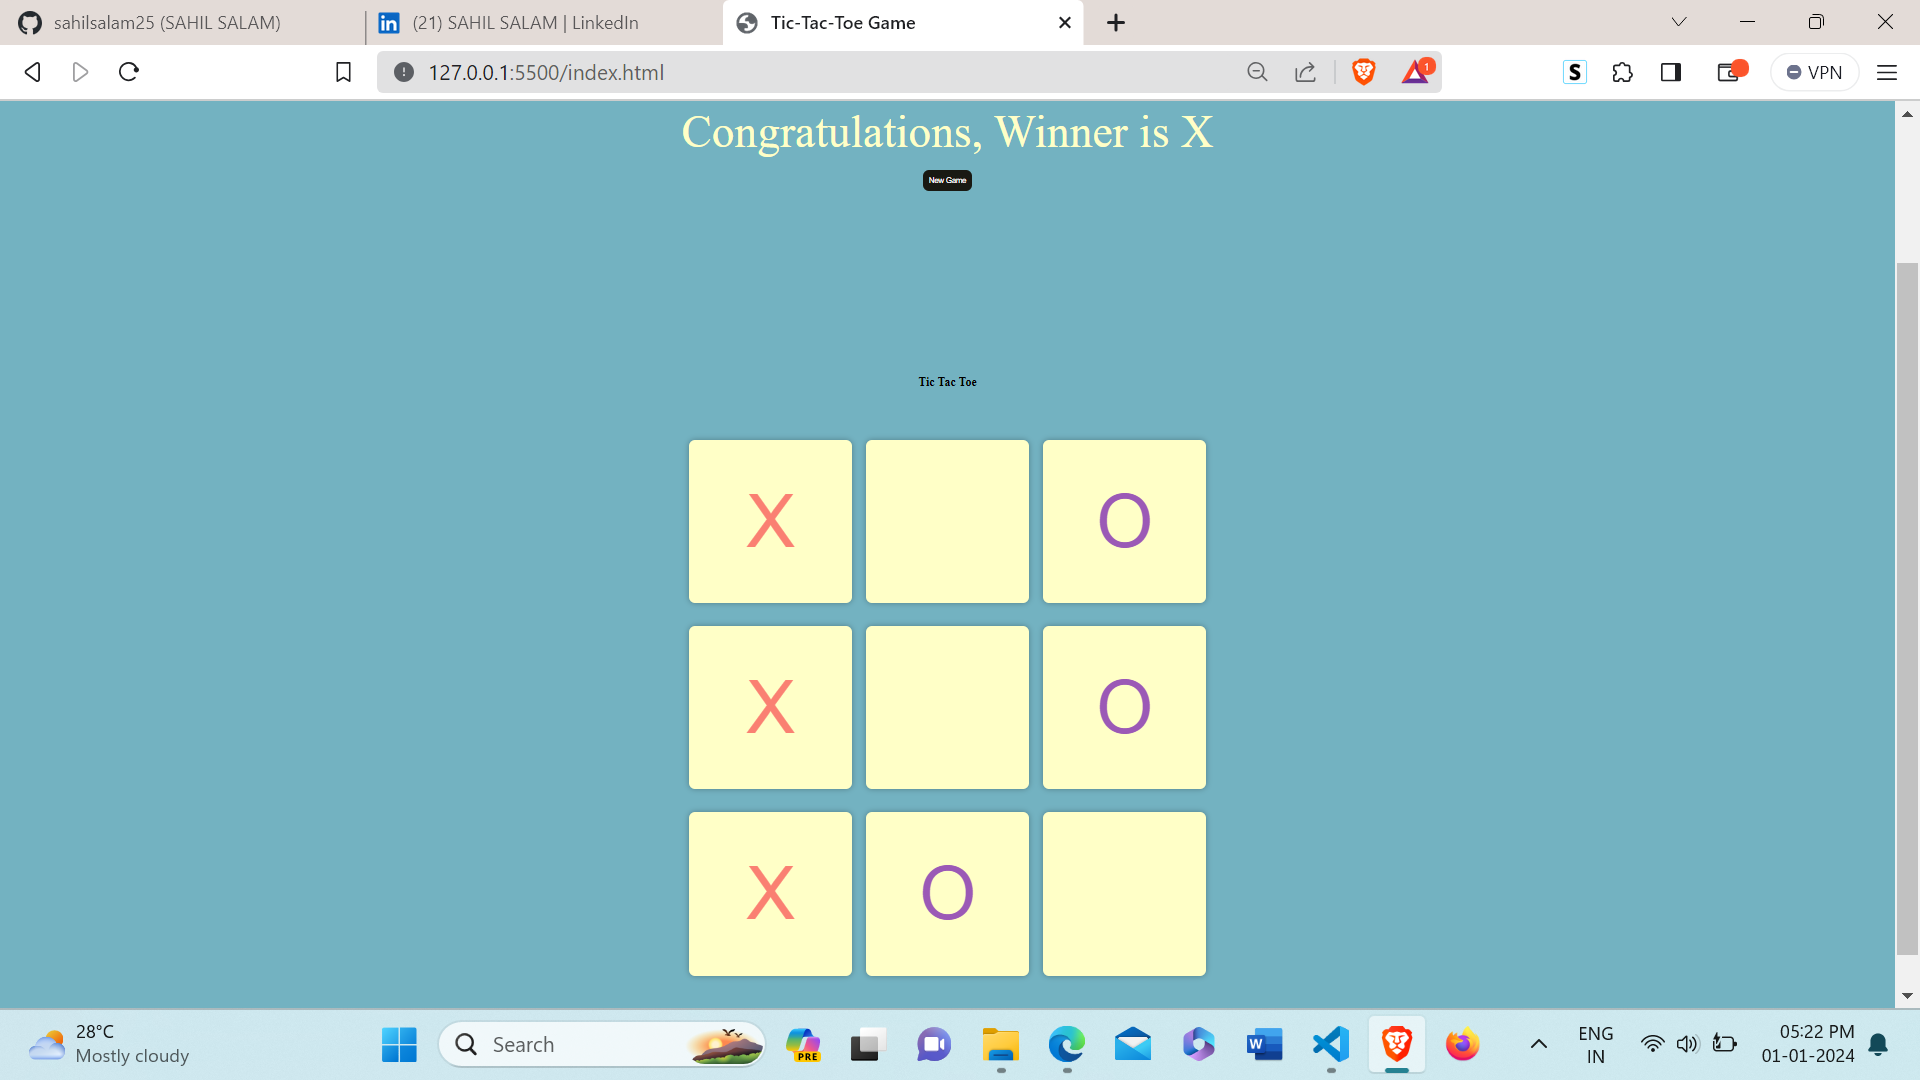 sahilsalam25 (SAHIL SALAM)
(21) SAHIL SALAM | LinkedIn
Tic-Tac-Toe Game
127.0.0.1:5500/index.html
1
S
VPN
Congratulations, Winner is X
New Game
Tic Tac Toe
X O
X O
X O
28°C
Mostly cloudy
Search
PRE
W
ENG
IN
05:22 PM
01-01-2024